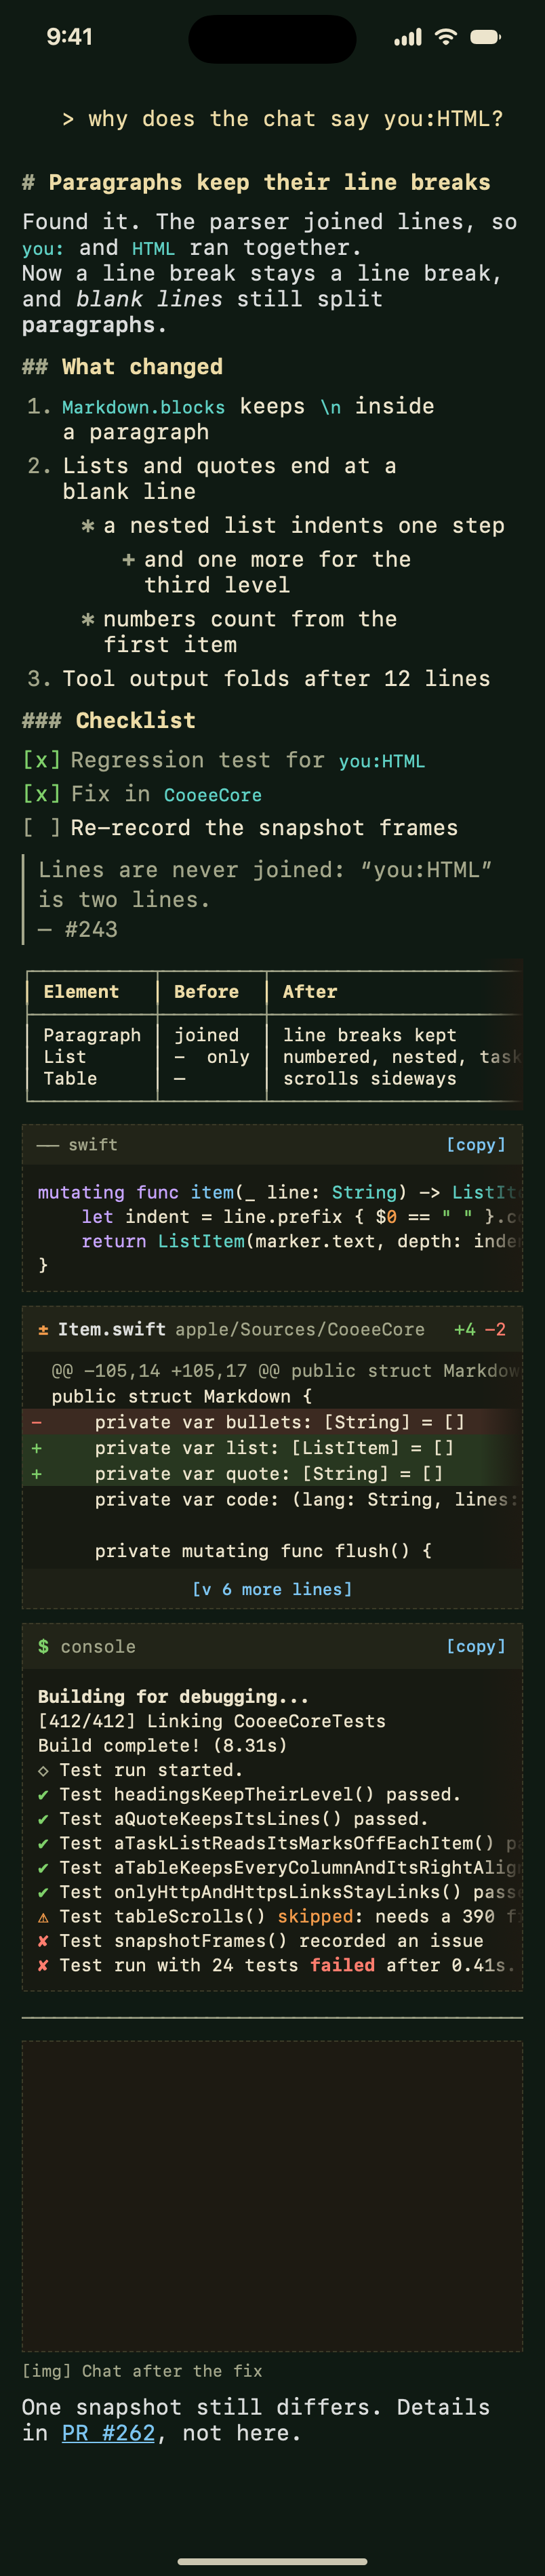 9:41
> why does the chat say you:HTML?
# Paragraphs keep their line breaks
Found it. The parser joined lines, so
you: and HTML ran together.
Now a line break stays a line break,
and blank lines still split
paragraphs.
## What changed
1. Markdown.blocks keeps \n inside
a paragraph
2. Lists and quotes end at a
blank line
* a nested list indents one step
+ and one more for the
third level
* numbers count from the
first item
3. Tool output folds after 12 lines
### Checklist
[x] Regression test for you:HTML
[x] Fix in CooeeCore
[ ] Re-record the snapshot frames
Lines are never joined: “you:HTML”
is two lines.
— #243
Element Before After
Paragraph joined line breaks kept
List - only numbered, nested, task
Table — scrolls sideways
── swift [copy]
mutating func item(_ line: String) -> ListIt
let indent = line.prefix { $0 == " " }.c
return ListItem(marker.text, depth: inde
}
± Item.swift apple/Sources/CooeeCore +4 −2
@@ -105,14 +105,17 @@ public struct Markdow
public struct Markdown {
- private var bullets: [String] = []
+ private var list: [ListItem] = []
+ private var quote: [String] = []
private var code: (lang: String, lines:
private mutating func flush() {
[v 6 more lines]
$ console [copy]
Building for debugging...
[412/412] Linking CooeeCoreTests
Build complete! (8.31s)
◇ Test run started.
✔ Test headingsKeepTheirLevel() passed.
✔ Test aQuoteKeepsItsLines() passed.
✔ Test aTaskListReadsItsMarksOffEachItem() p
✔ Test aTableKeepsEveryColumnAndItsRightAlig
✔ Test onlyHttpAndHttpsLinksStayLinks() pass
⚠ Test tableScrolls() skipped: needs a 390 f
✘ Test snapshotFrames() recorded an issue
✘ Test run with 24 tests failed after 0.41s.
[img] Chat after the fix
One snapshot still differs. Details
in PR #262, not here.